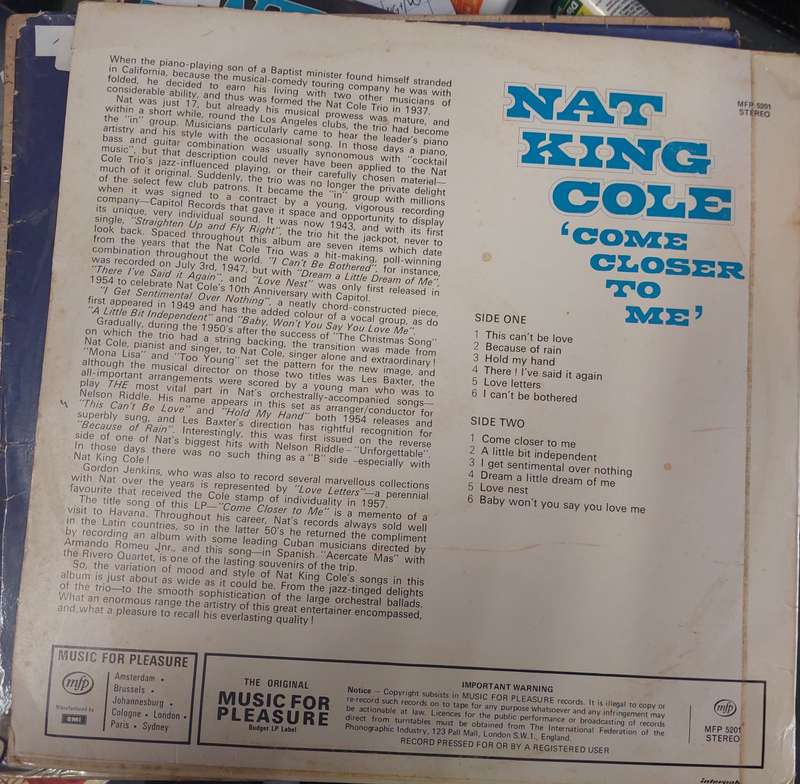 When the piano-playing son of a Baptist minister found himself stranded
in California, because the musical-comedy touring company he was with
folded, he decided to earn his living with two other musicians of
considerable ability, and thus was formed the Nat Cole Trio in 1937.
Nat was just 17, but already his musical prowess was mature, and
within a short while, round the Los Angeles clubs, the trio had become
the "in" group. Musicians particularly came to hear the leader's piano
artistry and his style with the occasional song. In those days a piano,
bass and guitar combination was usually synonomous with "cocktail
music", but that description could never have been applied to the Nat
Cole Trio's jazz-influenced playing, or their carefully chosen material—
much of it original. Suddenly, the trio was no longer the private delight
of the select few club patrons. It became the "in" group with millions
when it was signed to a contract by a young, vigorous recording
company—Capitol Records that gave it space and opportunity to display
its unique, very individual sound. It was now 1943, and with its first
single, "Straighten Up and Fly Right", the trio hit the jackpot, never to
look back. Spaced throughout this album are seven items which date
from the years that the Nat Cole Trio was a hit-making, poll-winning
combination throughout the world. "I Can't Be Bothered", for instance,
was recorded on July 3rd, 1947, but with "Dream a Little Dream of Me",
"There I've Said it Again", and "Love Nest" was only first released in
1954 to celebrate Nat Cole's 10th Anniversary with Capitol.
"I Get Sentimental Over Nothing", a neatly chord-constructed piece,
first appeared in 1949 and has the added colour of a vocal group, as do
"A Little Bit Independent" and "Baby, Won't You Say You Love Me".
Gradually, during the 1950's after the success of "The Christmas Song"
on which the trio had a string backing, the transition was made from
Nat Cole, pianist and singer, to Nat Cole, singer alone and extraordinary!
"Mona Lisa" and "Too Young" set the pattern for the new image, and
although the musical director on those two titles was Les Baxter, the
all-important arrangements were scored by a young man who was to
play THE most vital part in Nat's orchestrally-accompanied songs—
Nelson Riddle. His name appears in this set as arranger/conductor for
"This Can't Be Love" and "Hold My Hand" both 1954 releases and
superbly sung, and Les Baxter's direction has rightful recognition for
"Because of Rain". Interestingly, this was first issued on the reverse
side of one of Nat's biggest hits with Nelson Riddle – "Unforgettable".
In those days there was no such thing as a "B" side –especially with
Nat King Cole!
Gordon Jenkins, who was also to record several marvellous collections
with Nat over the years is represented by "Love Letters"—a perennial
favourite that received the Cole stamp of individuality in 1957.
The title song of this LP—"Come Closer to Me" is a memento of a
visit to Havana. Throughout his career, Nat's records always sold well
in the Latin countries, so in the latter 50's he returned the compliment
by recording an album with some leading Cuban musicians directed by
Armando Romeu Jnr., and this song—in Spanish "Acercate Mas" with
the Rivero Quartet, is one of the lasting souvenirs of the trip.
So, the variation of mood and style of Nat King Cole's songs in this
album is just about as wide as it could be. From the jazz-tinged delights
of the trio—to the smooth sophistication of the large orchestral ballads.
What an enormous range the artistry of this great entertainer encompassed,
and what a pleasure to recall his everlasting quality!
MFP 5201
STEREO
NAT
KING
COLE
'COME
CLOSER
TO
ME'
SIDE ONE
1 This can't be love
2 Because of rain
3 Hold my hand
4 There! I've said it again
5 Love letters
6 I can't be bothered
SIDE TWO
1 Come closer to me
2 A little bit independent
3 I get sentimental over nothing
4 Dream a little dream of me
5 Love nest
6 Baby won't you say you love me
MUSIC FOR PLEASURE
mfp
Manufactured by
EMI
Amsterdam •
Brussels •
Johannesburg •
Cologne • London •
Paris • Sydney
THE ORIGINAL
MUSIC FOR
PLEASURE
Budget LP Label
IMPORTANT WARNING
Notice – Copyright subsists in MUSIC FOR PLEASURE records. It is illegal to copy or
re-record such records on to tape for any purpose whatsoever and any infringement may
be actionable at law. Licences for the public performance or broadcasting of records
direct from turntables must be obtained from The International Federation of the
Phonographic Industry, 123 Pall Mall, London S.W.1., England.
RECORD PRESSED FOR OR BY A REGISTERED USER
mfp
MFP 5201
STEREO